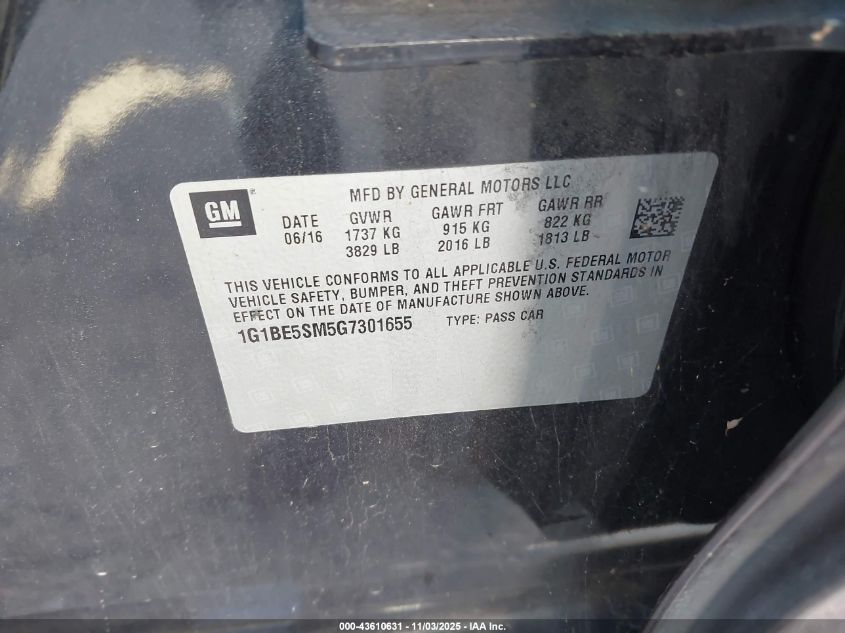 GM
MFD BY GENERAL MOTORS LLC
DATE GVWR GAWR FRT GAWR RR
06/16 1737 KG 915 KG 822 KG
3829 LB 2016 LB 1813 LB
THIS VEHICLE CONFORMS TO ALL APPLICABLE U.S. FEDERAL MOTOR
VEHICLE SAFETY, BUMPER, AND THEFT PREVENTION STANDARDS IN
EFFECT ON THE DATE OF MANUFACTURE SHOWN ABOVE.
1G1BE5SM5G7301655 TYPE: PASS CAR
000-43610631 - 11/03/2025 - IAA Inc.